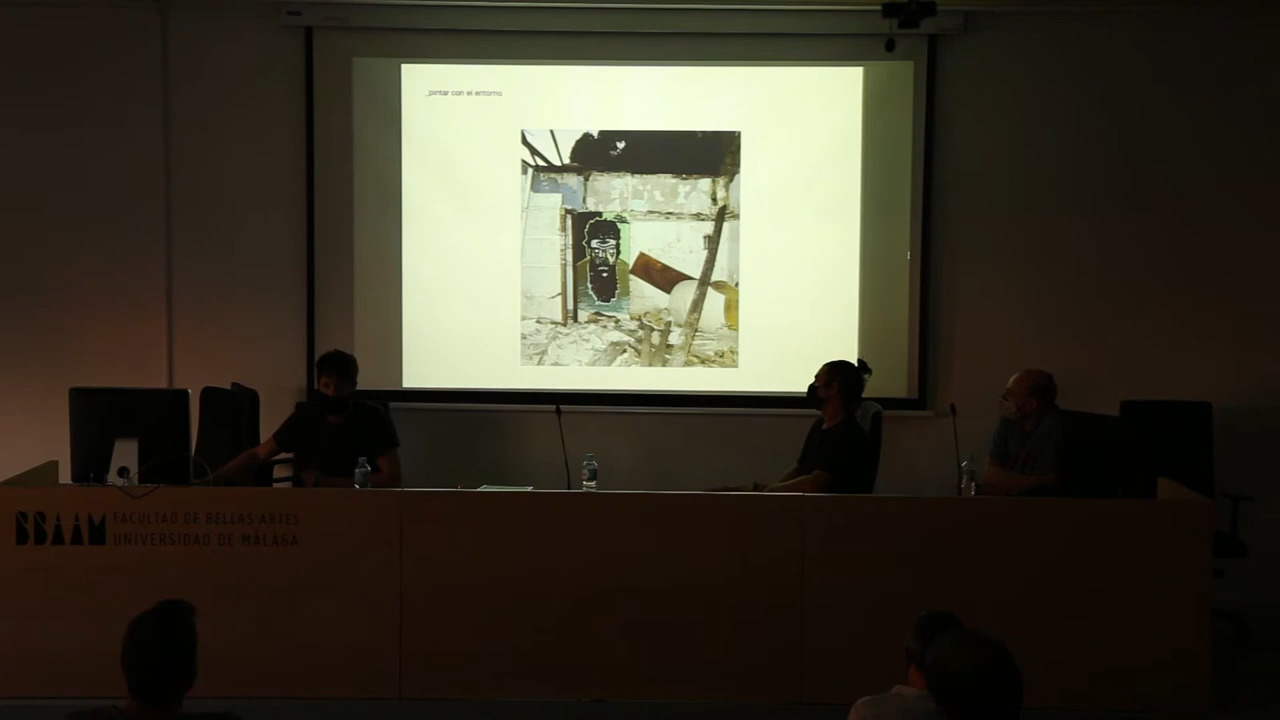 _pintar con el entorno
BBAAM
FACULTAD DE BELLAS ARTES
UNIVERSIDAD DE MÁLAGA